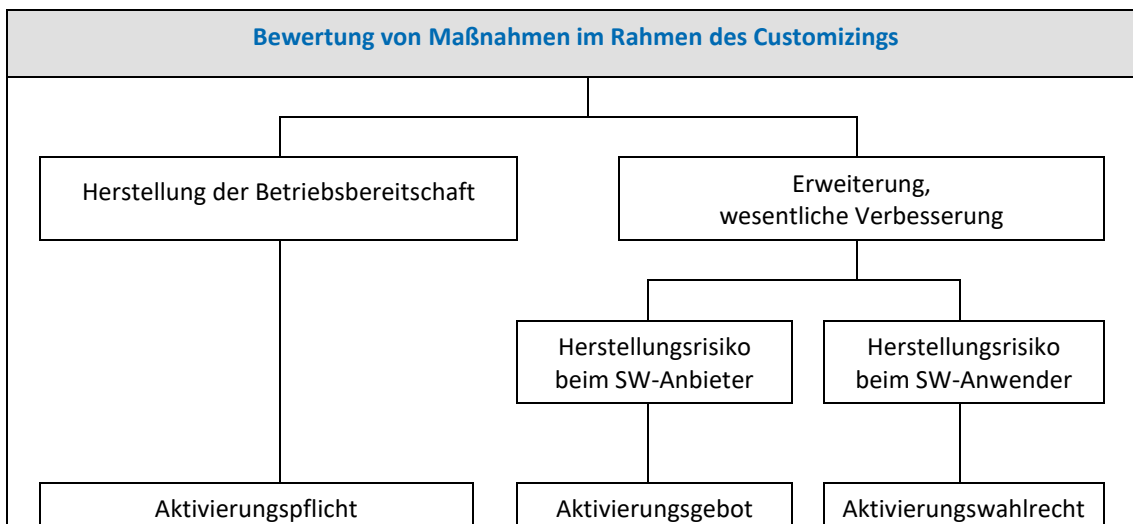 Bewertung von Maßnahmen im Rahmen des Customizings
Herstellung der Betriebsbereitschaft
Erweiterung,
wesentliche Verbesserung
Herstellungsrisiko
beim SW-Anbieter
Herstellungsrisiko
beim SW-Anwender
Aktivierungspflicht
Aktivierungsgebot
Aktivierungswahlrecht